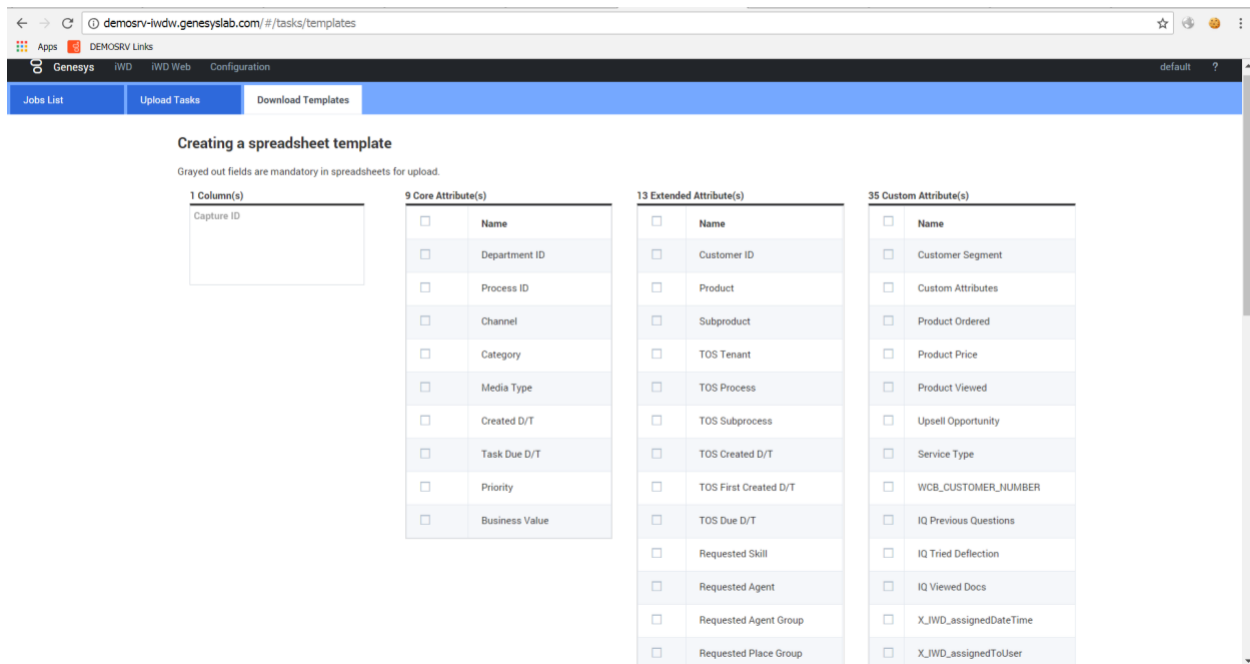 demosrv-iwdw.genesyslab.com/#/tasks/templates
Apps DEMOSRV Links
Genesys iWD iWD Web Configuration default ?
Jobs List Upload Tasks Download Templates
Creating a spreadsheet template
Grayed out fields are mandatory in spreadsheets for upload.
1 Column(s) 9 Core Attribute(s) 13 Extended Attribute(s) 35 Custom Attribute(s)
Capture ID Name Name Name
Department ID Customer ID Customer Segment
Process ID Product Custom Attributes
Channel Subproduct Product Ordered
Category TOS Tenant Product Price
Media Type TOS Process Product Viewed
Created D/T TOS Subprocess Upsell Opportunity
Task Due D/T TOS Created D/T Service Type
Priority TOS First Created D/T WCB_CUSTOMER_NUMBER
Business Value TOS Due D/T IQ Previous Questions
Requested Skill IQ Tried Deflection
Requested Agent IQ Viewed Docs
Requested Agent Group X_IWD_assignedDateTime
Requested Place Group X_IWD_assignedToUser